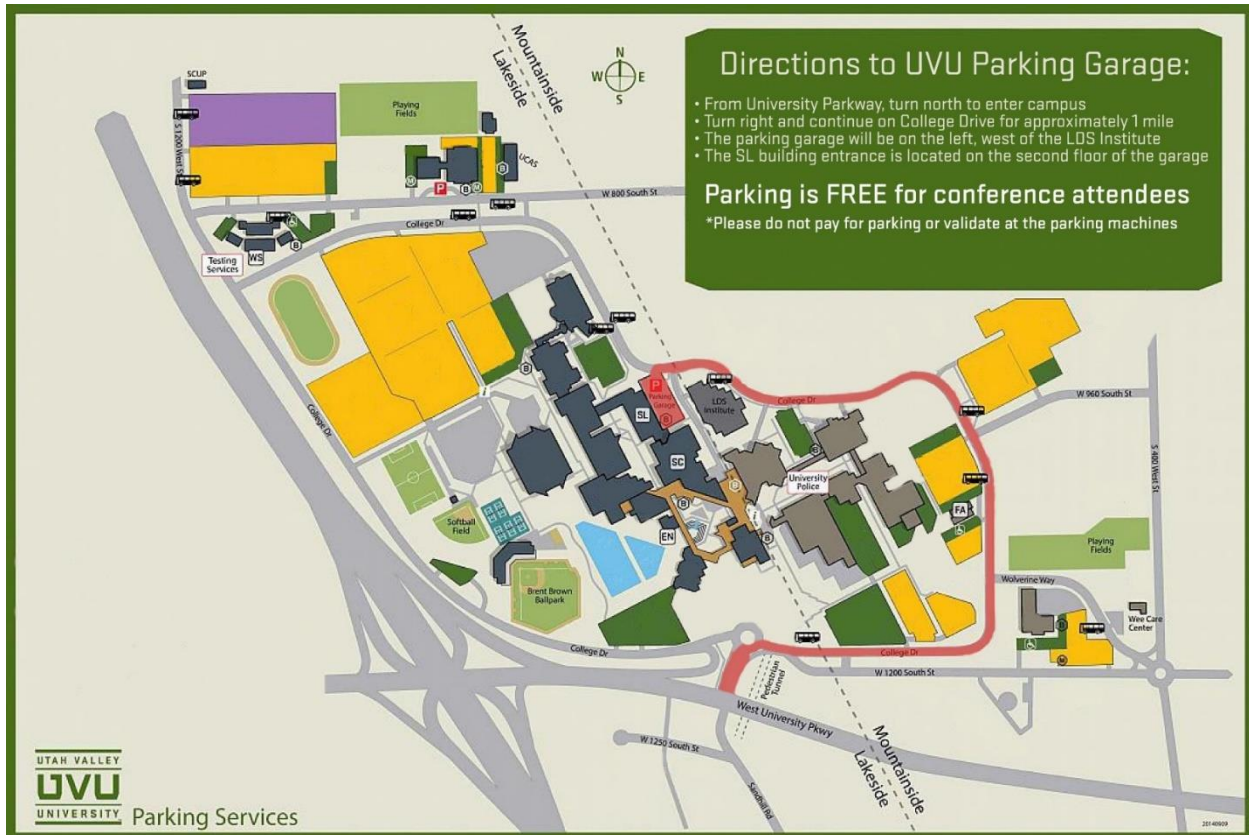 Directions to UVU Parking Garage:
• From University Parkway, turn north to enter campus
• Turn right and continue on College Drive for approximately 1 mile
• The parking garage will be on the left, west of the LDS Institute
• The SL building entrance is located on the second floor of the garage
Parking is FREE for conference attendees
*Please do not pay for parking or validate at the parking machines
Mountainside
Lakeside
N
W E
S
SCUP
Playing
Fields
S 1200 West St
UCAS
M
P
B
M
B
W 800 South St
College Dr
B
Testing
Services
WS
B
B
P
Parking
Garage
B
SL
LDS
Institute
College Dr
W 960 South St
S 400 West St
College Dr
SC
B
University
Police
B
B
FA
Softball
Field
EN
B
Playing
Fields
Brent Brown
Ballpark
Wolverine Way
B
Wee Care
Center
M
College Dr
College Dr
W 1200 South St
Pedestrian
Tunnel
West University Pkwy
W 1250 South St
Sandhill Rd
Mountainside
Lakeside
UTAH VALLEY
UVU
UNIVERSITY
Parking Services
20140909